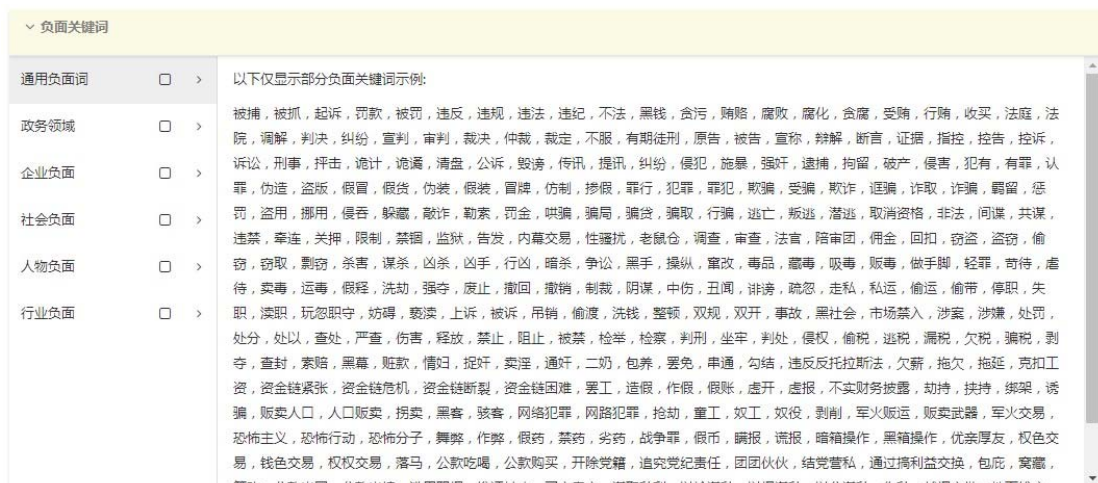 负面关键词
通用负面词
政务领域
企业负面
社会负面
人物负面
行业负面
以下仅显示部分负面关键词示例:
被捕，被抓，起诉，罚款，被罚，违反，违规，违法，违纪，不法，黑钱，贪污，贿赂，腐败，腐化，贪腐，受贿，行贿，收买，法庭，法
院，调解，判决，纠纷，宣判，审判，裁决，仲裁，裁定，不服，有期徒刑，原告，被告，宣称，辩解，断言，证据，指控，控告，控诉，
诉讼，刑事，抨击，诡计，诡谲，清盘，公诉，毁谤，传讯，提讯，纠纷，侵犯，施暴，强奸，逮捕，拘留，破产，侵害，犯有，有罪，认
罪，伪造，盗版，假冒，假货，伪装，假装，冒牌，仿制，掺假，罪行，犯罪，罪犯，欺骗，受骗，欺诈，诓骗，诈取，诈骗，羁留，惩
罚，盗用，挪用，侵吞，躲藏，敲诈，勒索，罚金，哄骗，骗局，骗贷，骗取，行骗，逃亡，叛逃，潜逃，取消资格，非法，间谍，共谋，
违禁，牵连，关押，限制，禁锢，监狱，告发，内幕交易，性骚扰，老鼠仓，调查，审查，法官，陪审团，佣金，回扣，窃盗，盗窃，偷
窃，窃取，剽窃，杀害，谋杀，凶杀，凶手，行凶，暗杀，争讼，黑手，操纵，窜改，毒品，藏毒，吸毒，贩毒，做手脚，轻罪，苛待，虐
待，卖毒，运毒，假释，洗劫，强夺，废止，撤回，撤销，制裁，阴谋，中伤，丑闻，诽谤，疏忽，走私，私运，偷运，偷带，停职，失
职，渎职，玩忽职守，妨碍，亵渎，上诉，被诉，吊销，偷渡，洗钱，整顿，双规，双开，事故，黑社会，市场禁入，涉案，涉嫌，处罚，
处分，处以，查处，严查，伤害，释放，禁止，阻止，被禁，检举，检察，判刑，坐牢，判处，侵权，偷税，逃税，漏税，欠税，骗税，剥
夺，查封，索赔，黑幕，赃款，情妇，捉奸，卖淫，通奸，二奶，包养，罢免，串通，勾结，违反反托拉斯法，欠薪，拖欠，拖延，克扣工
资，资金链紧张，资金链危机，资金链断裂，资金链困难，罢工，造假，作假，假账，虚开，虚报，不实财务披露，劫持，挟持，绑架，诱
骗，贩卖人口，人口贩卖，拐卖，黑客，骇客，网络犯罪，网路犯罪，抢劫，童工，奴工，奴役，剥削，军火贩运，贩卖武器，军火交易，
恐怖主义，恐怖行动，恐怖分子，舞弊，作弊，假药，禁药，劣药，战争罪，假币，瞒报，谎报，暗箱操作，黑箱操作，优亲厚友，权色交
易，钱色交易，权权交易，落马，公款吃喝，公款购买，开除党籍，追究党纪责任，团团伙伙，结党营私，通过搞利益交换，包庇，窝藏，